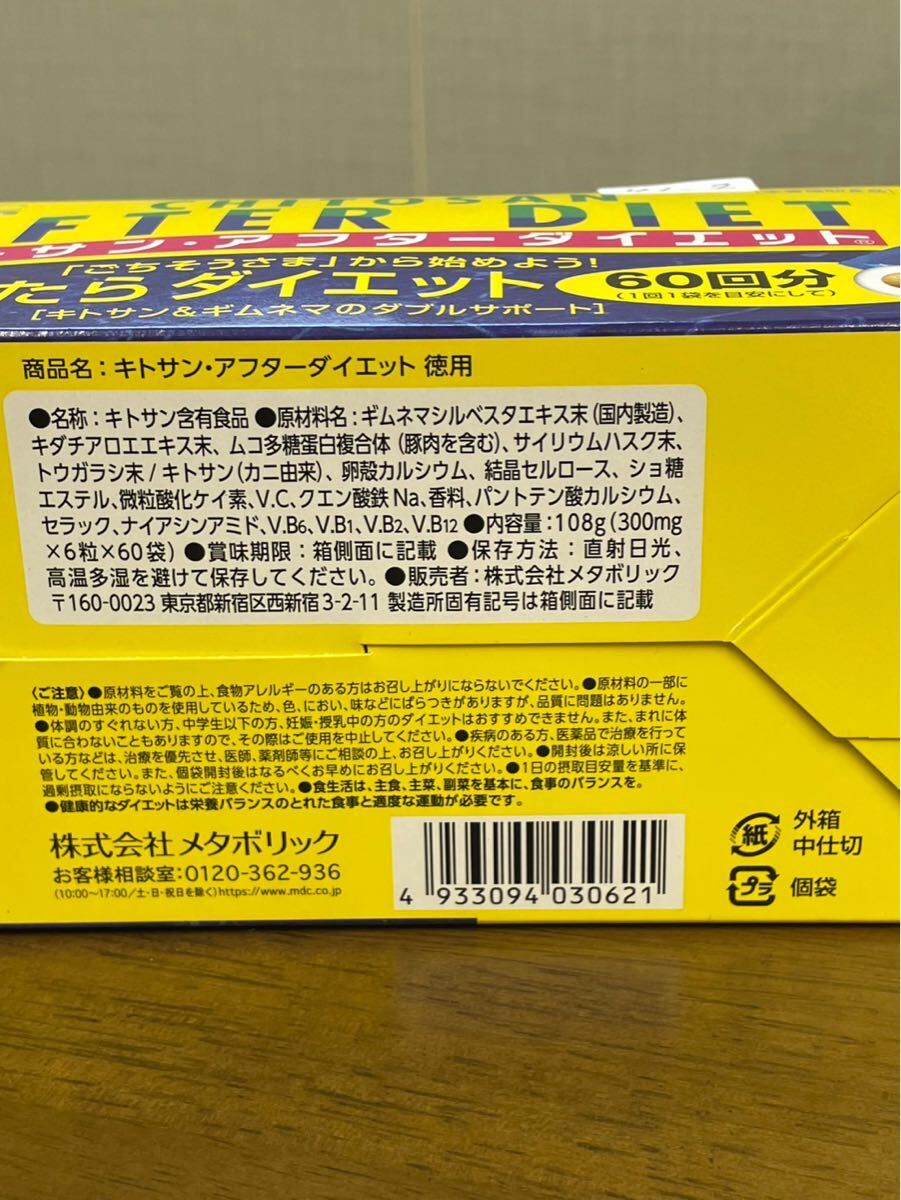 CHITOSAN
FTER DIET
トサン・アフターダイエット®
「ごちそうさま」から始めよう!
たらダイエット 60回分
(1回1袋を目安にして)
[キトサン&ギムネマのダブルサポート]
商品名:キトサン・アフターダイエット 徳用
●名称:キトサン含有食品 ●原材料名:ギムネマシルベスタエキス末(国内製造)、
キダチアロエエキス末、ムコ多糖蛋白複合体(豚肉を含む)、サイリウムハスク末、
トウガラシ末/キトサン(カニ由来)、卵殻カルシウム、結晶セルロース、ショ糖
エステル、微粒酸化ケイ素、V.C、クエン酸鉄Na、香料、パントテン酸カルシウム、
セラック、ナイアシンアミド、V.B6、V.B1、V.B2、V.B12 ●内容量:108g(300mg
×6粒×60袋) ●賞味期限:箱側面に記載 ●保存方法:直射日光、
高温多湿を避けて保存してください。●販売者:株式会社メタボリック
〒160-0023 東京都新宿区西新宿3-2-11 製造所固有記号は箱側面に記載
〈ご注意〉●原材料をご覧の上、食物アレルギーのある方はお召し上がりにならないでください。●原材料の一部に
植物・動物由来のものを使用しているため、色、におい、味などにばらつきがありますが、品質に問題はありません。
●体調のすぐれない方、中学生以下の方、妊娠・授乳中の方のダイエットはおすすめできません。また、まれに体
質に合わないこともありますので、その際はご使用を中止してください。●疾病のある方、医薬品で治療を行って
いる方などは、治療を優先させ、医師、薬剤師等にご相談の上、お召し上がりください。●開封後は涼しい所に保
管してください。また、個袋開封後はなるべくお早めにお召し上がりください。●1日の摂取目安量を基準に、
過剰摂取にならないようにご注意ください。●食生活は、主食、主菜、副菜を基本に、食事のバランスを。
●健康的なダイエットは栄養バランスのとれた食事と適度な運動が必要です。
株式会社 メタボリック
お客様相談室:0120-362-936
(10:00〜17:00/土・日・祝日を除く)https://www.mdc.co.jp
4 933094 030621
紙 外箱
中仕切
プラ 個袋